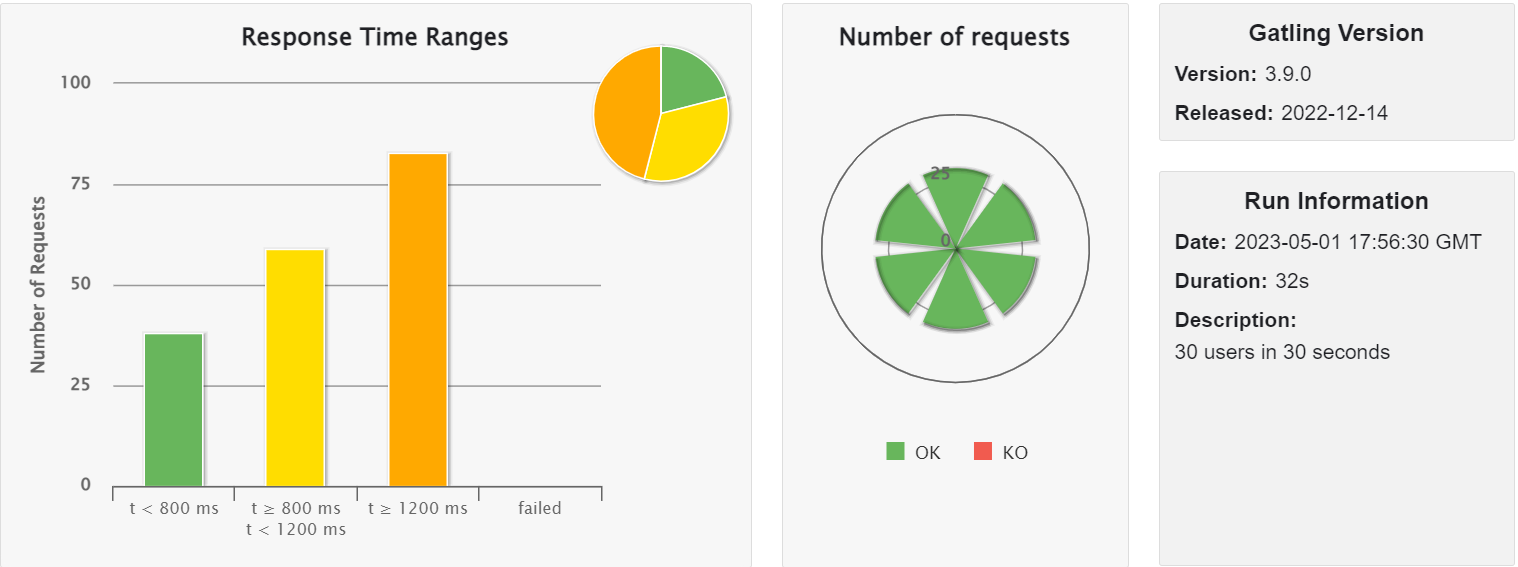 Response Time Ranges
100
75
50
25
0
Number of Requests
t < 800 ms
t ≥ 800 ms
t < 1200 ms
t ≥ 1200 ms
failed
Number of requests
25
0
OK
KO
Gatling Version
Version: 3.9.0
Released: 2022-12-14
Run Information
Date: 2023-05-01 17:56:30 GMT
Duration: 32s
Description:
30 users in 30 seconds